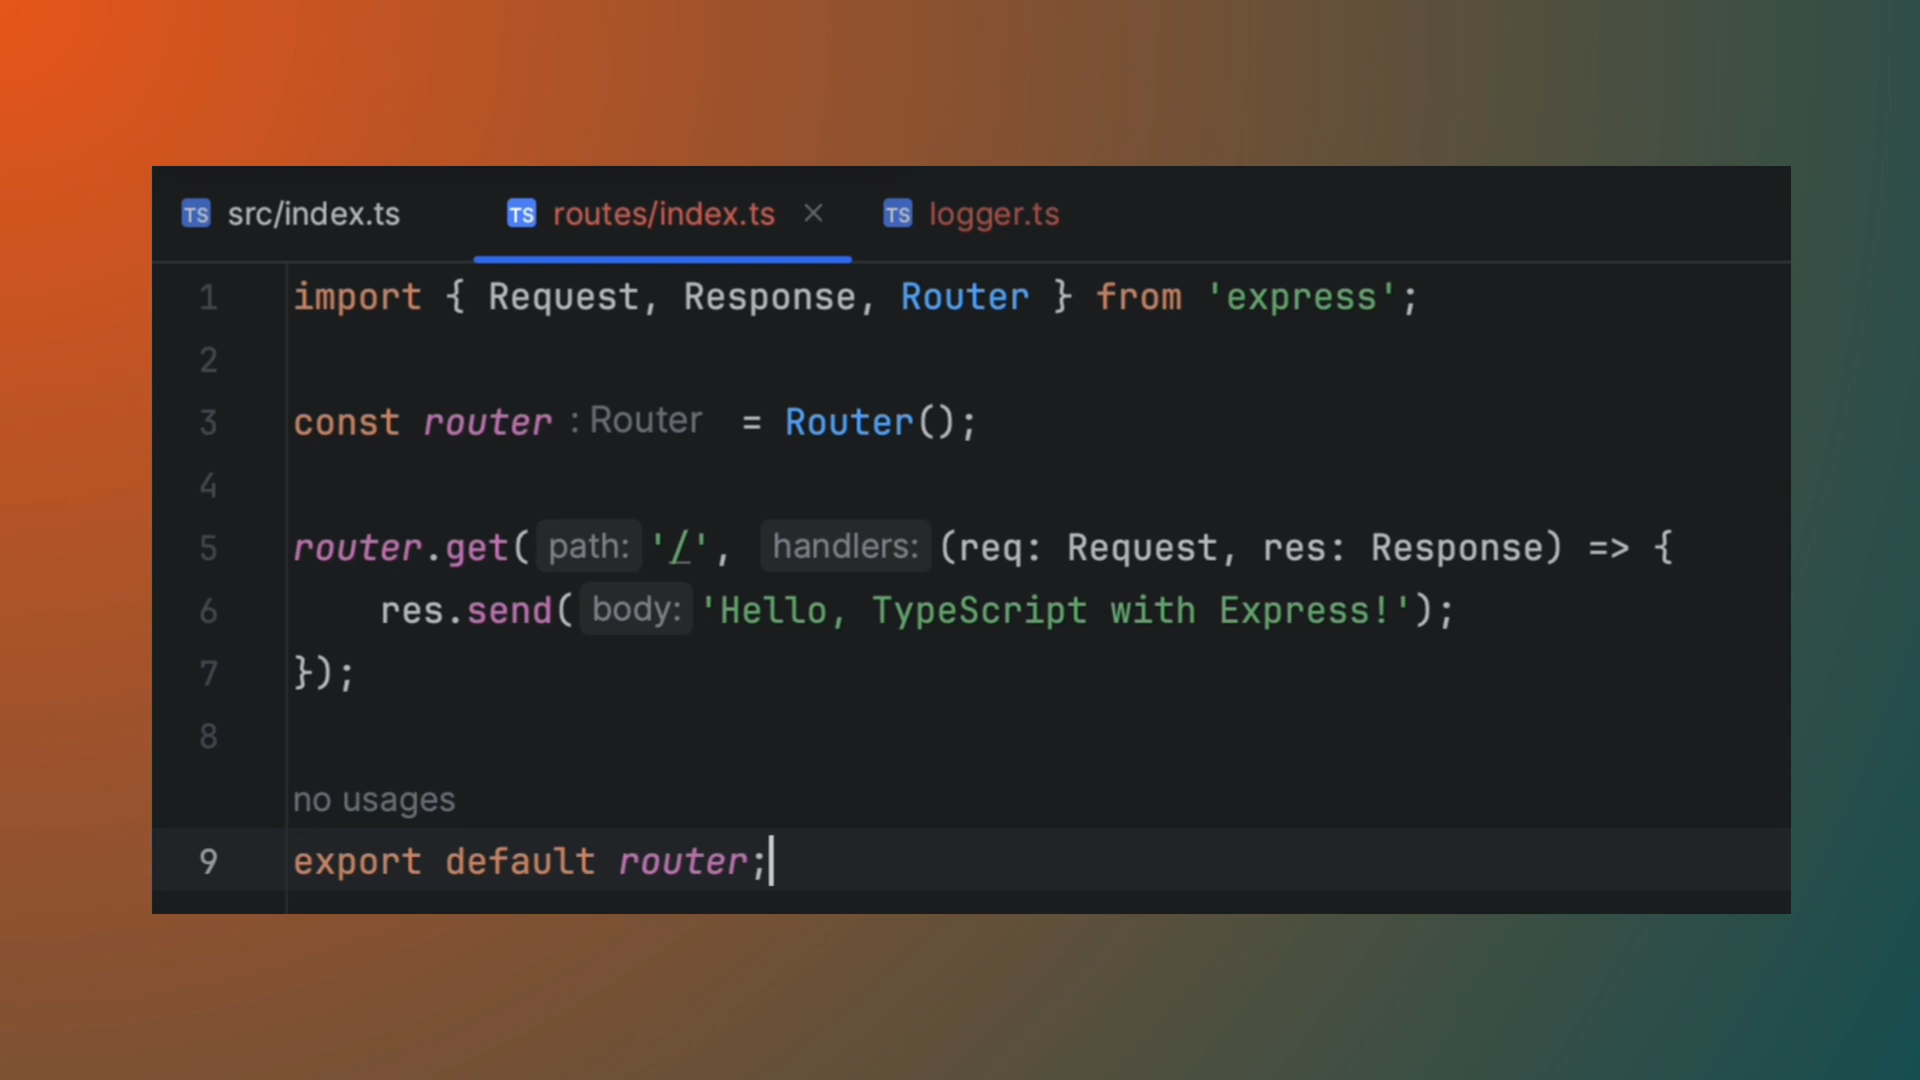 TS src/index.ts TS routes/index.ts × TS logger.ts
1 import { Request, Response, Router } from 'express';
2
3 const router : Router = Router();
4
5 router.get( path: '/', handlers: (req: Request, res: Response) => {
6 res.send( body: 'Hello, TypeScript with Express!');
7 });
8
no usages
9 export default router;